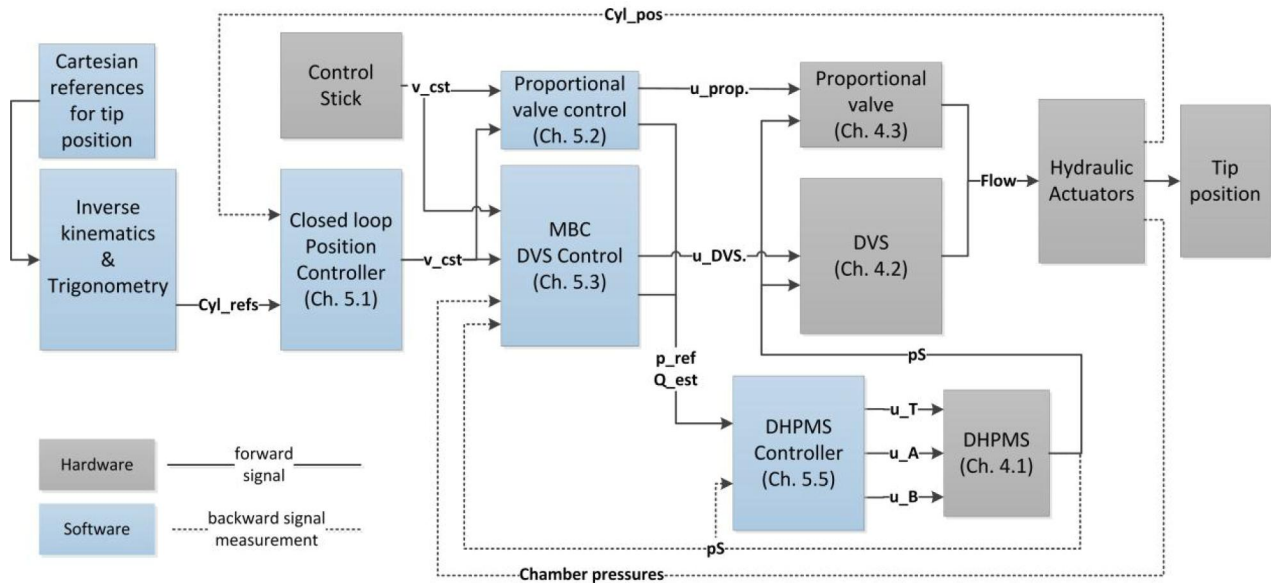 Cyl_pos
Cartesian
references
for tip
position
Control
Stick
v_cst
Proportional
valve control
(Ch. 5.2)
u_prop.
Proportional
valve
(Ch. 4.3)
Inverse
kinematics
&
Trigonometry
Cyl_refs
Closed loop
Position
Controller
(Ch. 5.1)
v_cst
MBC
DVS Control
(Ch. 5.3)
u_DVS.
DVS
(Ch. 4.2)
Flow
Hydraulic
Actuators
Tip
position
p_ref
Q_est
pS
DHPMS
Controller
(Ch. 5.5)
u_T
u_A
u_B
DHPMS
(Ch. 4.1)
pS
Chamber pressures
Hardware
forward
signal
Software
backward signal
measurement